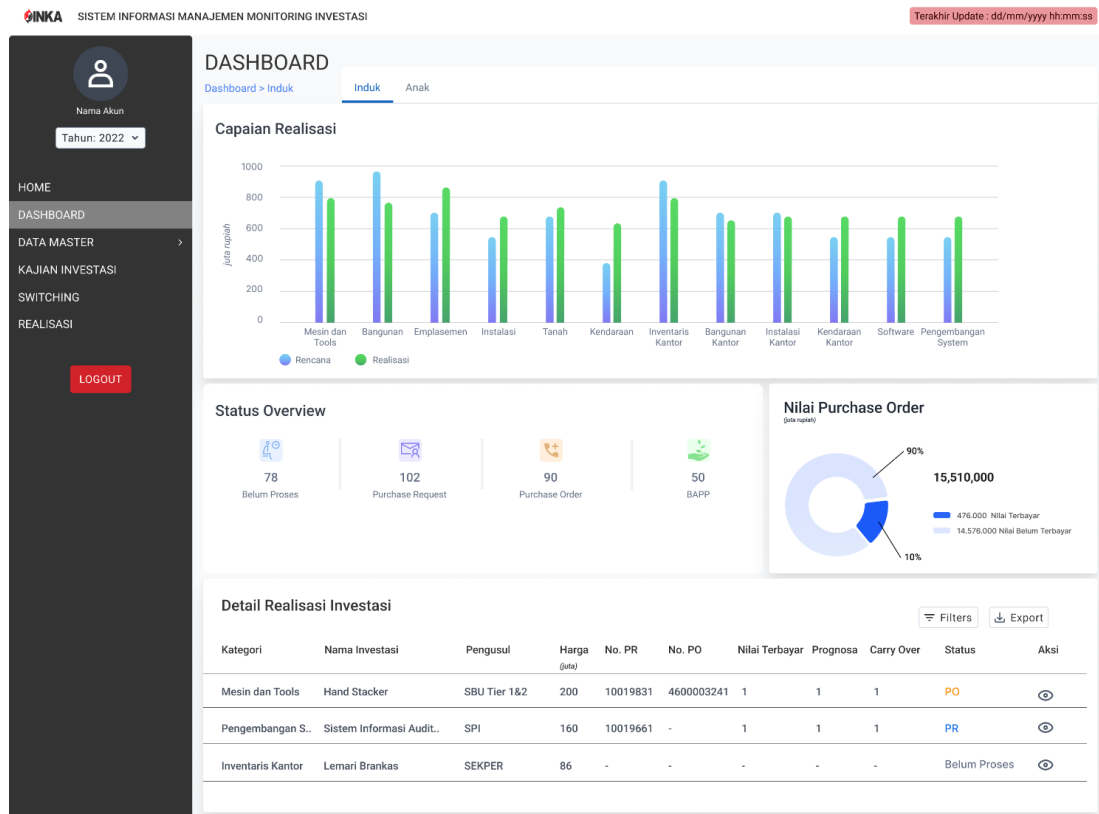 INKA
SISTEM INFORMASI MANAJEMEN MONITORING INVESTASI
Terakhir Update : dd/mm/yyyy hh:mm:ss
Nama Akun
Tahun: 2022
HOME
DASHBOARD
DATA MASTER
KAJIAN INVESTASI
SWITCHING
REALISASI
LOGOUT
DASHBOARD
Dashboard > Induk
Induk
Anak
Capaian Realisasi
juta rupiah
1000
800
600
400
200
0
Mesin dan Tools
Bangunan
Emplasemen
Instalasi
Tanah
Kendaraan
Inventaris Kantor
Bangunan Kantor
Instalasi Kantor
Kendaraan Kantor
Software
Pengembangan System
Rencana
Realisasi
Status Overview
78
Belum Proses
102
Purchase Request
90
Purchase Order
50
BAPP
Nilai Purchase Order
(juta rupiah)
90%
10%
15,510,000
476.000 NIlai Terbayar
14.576.000 Nilai Belum Terbayar
Detail Realisasi Investasi
Filters
Export
Kategori Nama Investasi Pengusul Harga (juta) No. PR No. PO Nilai Terbayar Prognosa Carry Over Status Aksi
Mesin dan Tools Hand Stacker SBU Tier 1&2 200 10019831 4600003241 1 1 1 PO
Pengembangan S.. Sistem Informasi Audit.. SPI 160 10019661 - 1 1 1 PR
Inventaris Kantor Lemari Brankas SEKPER 86 - - - - - Belum Proses